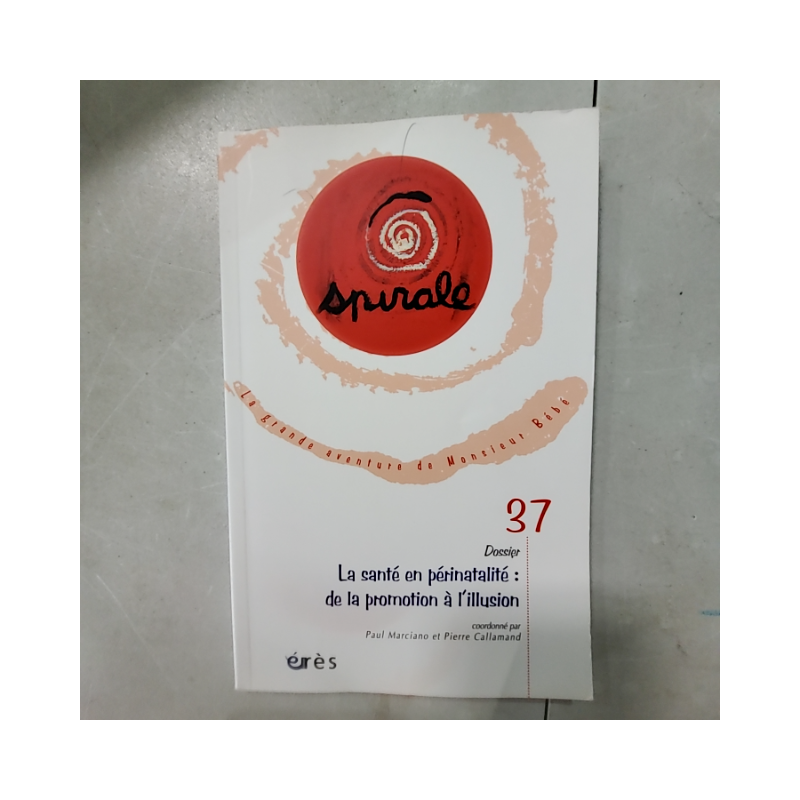 spirale
La grande aventure de Monsieur Bébé
37
Dossier
La santé en périnatalité :
de la promotion à l'illusion
coordonné par
Paul Marciano et Pierre Callamand
érès